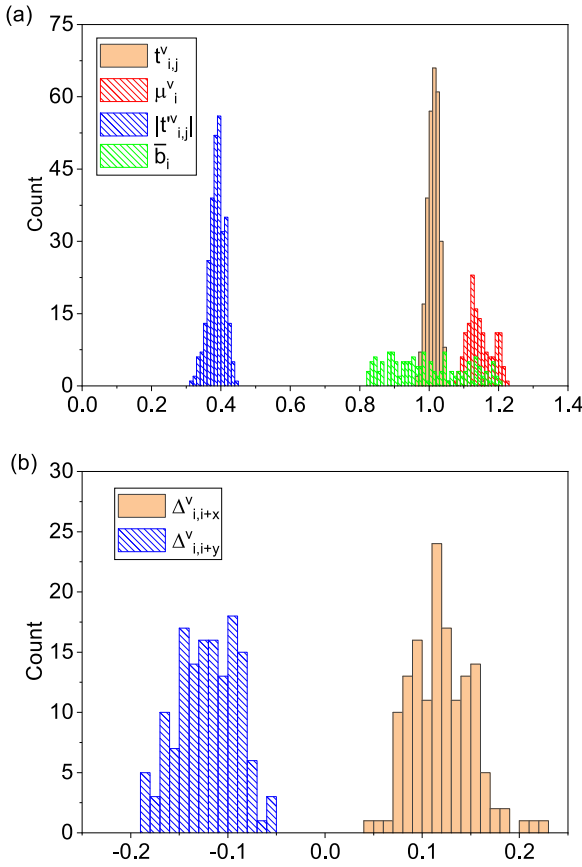 (a)
75
60
45
30
15
0
Count
t^v_{i,j}
μ^v_i
|t'^v_{i,j}|
b̅_i
0.0 0.2 0.4 0.6 0.8 1.0 1.2 1.4
(b)
30
25
20
15
10
5
0
Count
Δ^v_{i,i+x}
Δ^v_{i,i+y}
-0.2 -0.1 0.0 0.1 0.2